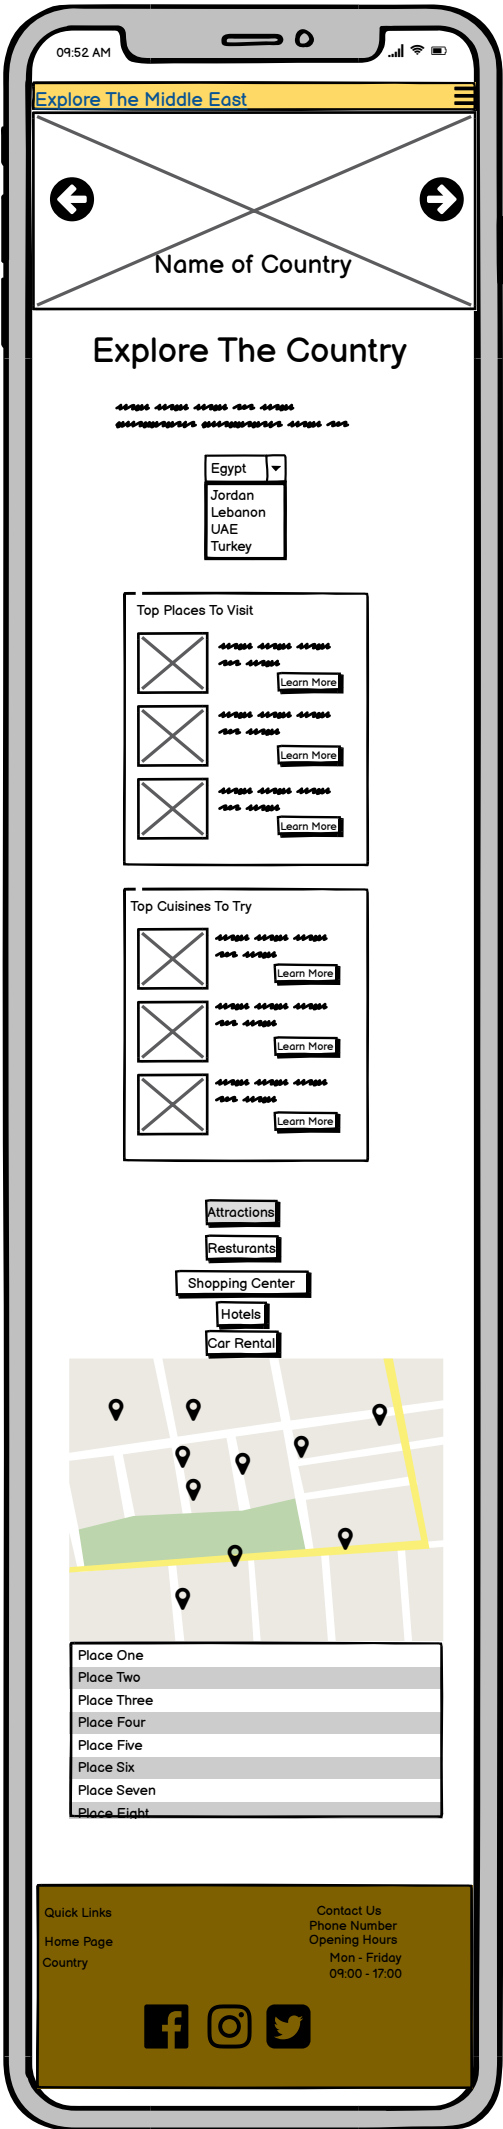 09:52 AM
Explore The Middle East
Name of Country
Explore The Country
Egypt
Jordan
Lebanon
UAE
Turkey
Top Places To Visit
Learn More
Learn More
Learn More
Top Cuisines To Try
Learn More
Learn More
Learn More
Attractions
Resturants
Shopping Center
Hotels
Car Rental
Place One
Place Two
Place Three
Place Four
Place Five
Place Six
Place Seven
Place Eight
Quick Links
Home Page
Country
Contact Us
Phone Number
Opening Hours
Mon - Friday
09:00 - 17:00